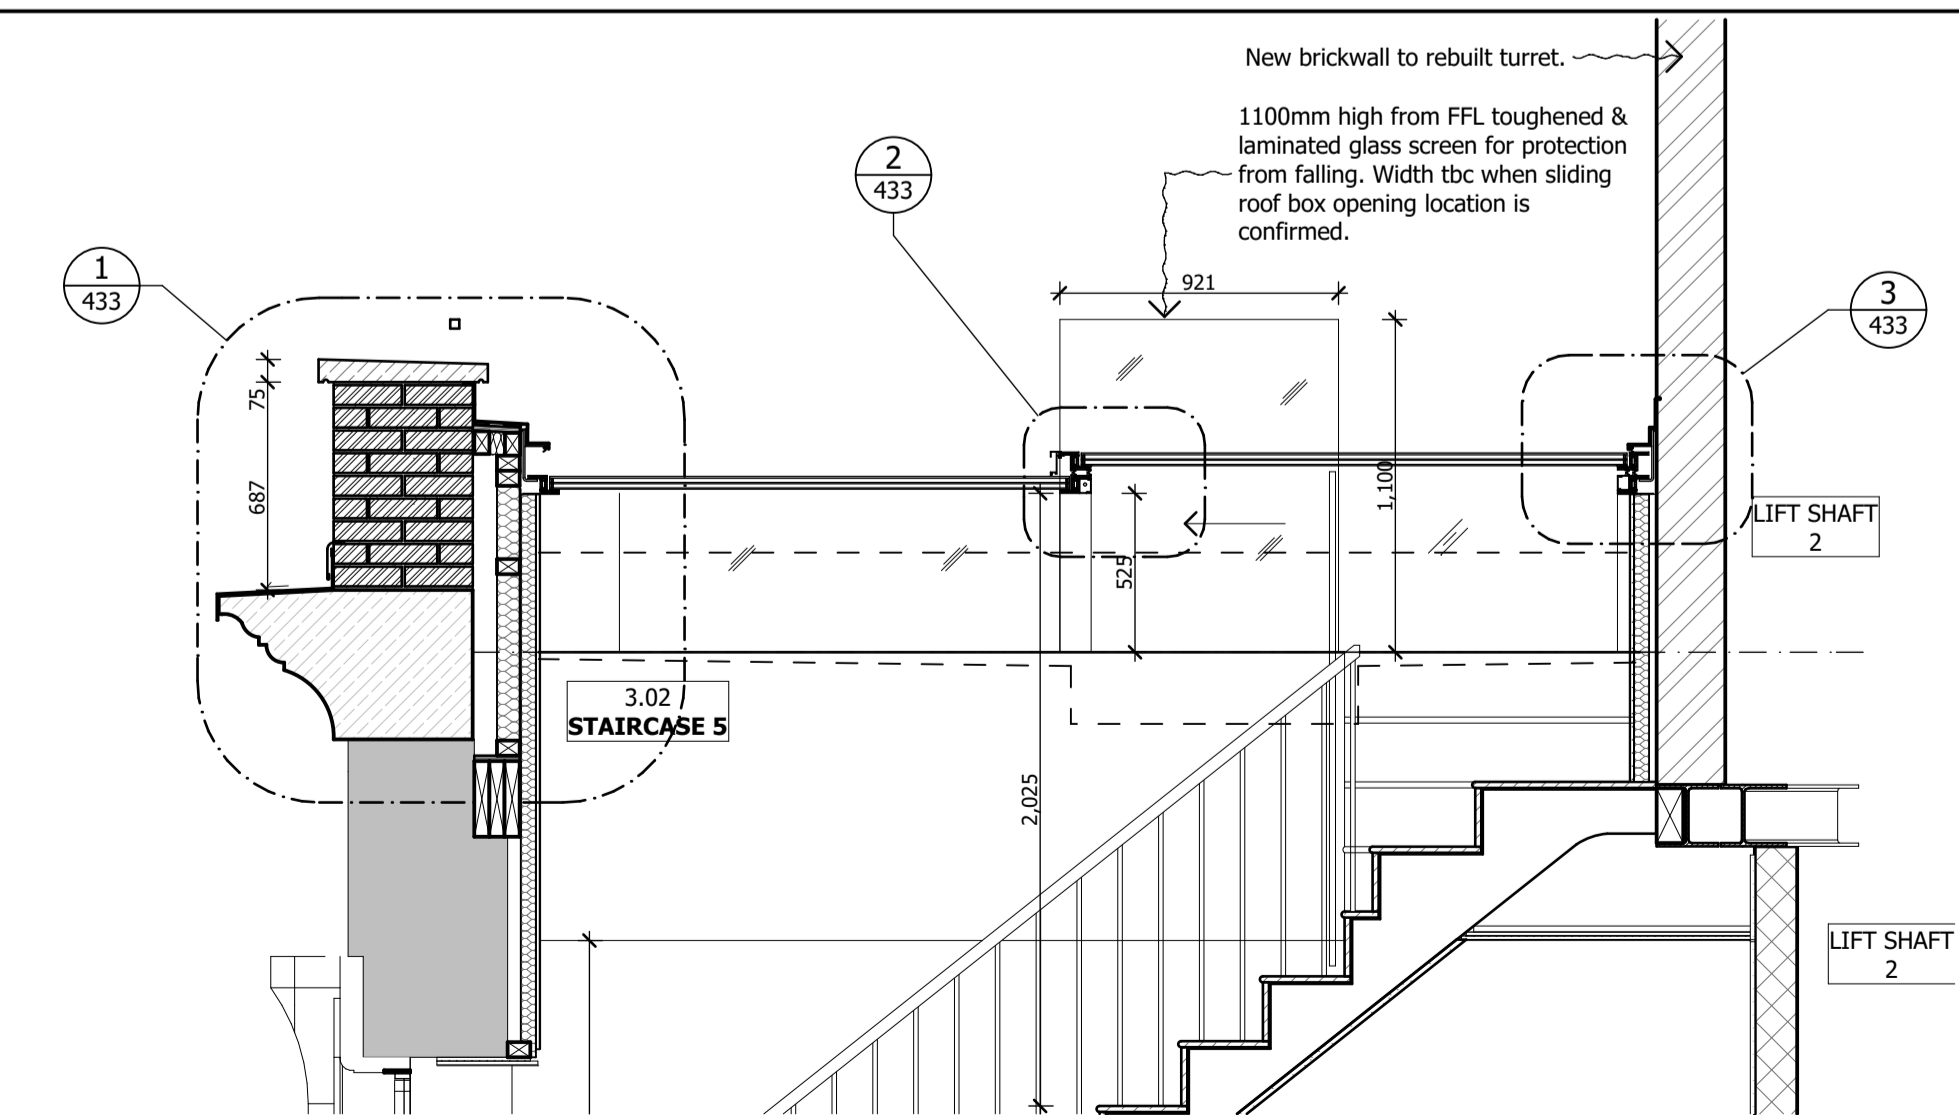 New brickwall to rebuilt turret.
1100mm high from FFL toughened &
laminated glass screen for protection
from falling. Width tbc when sliding
roof box opening location is
confirmed.
2
433
1
433
921
3
433
75
687
1,100
LIFT SHAFT
2
525
3.02
STAIRCASE 5
2,025
LIFT SHAFT
2